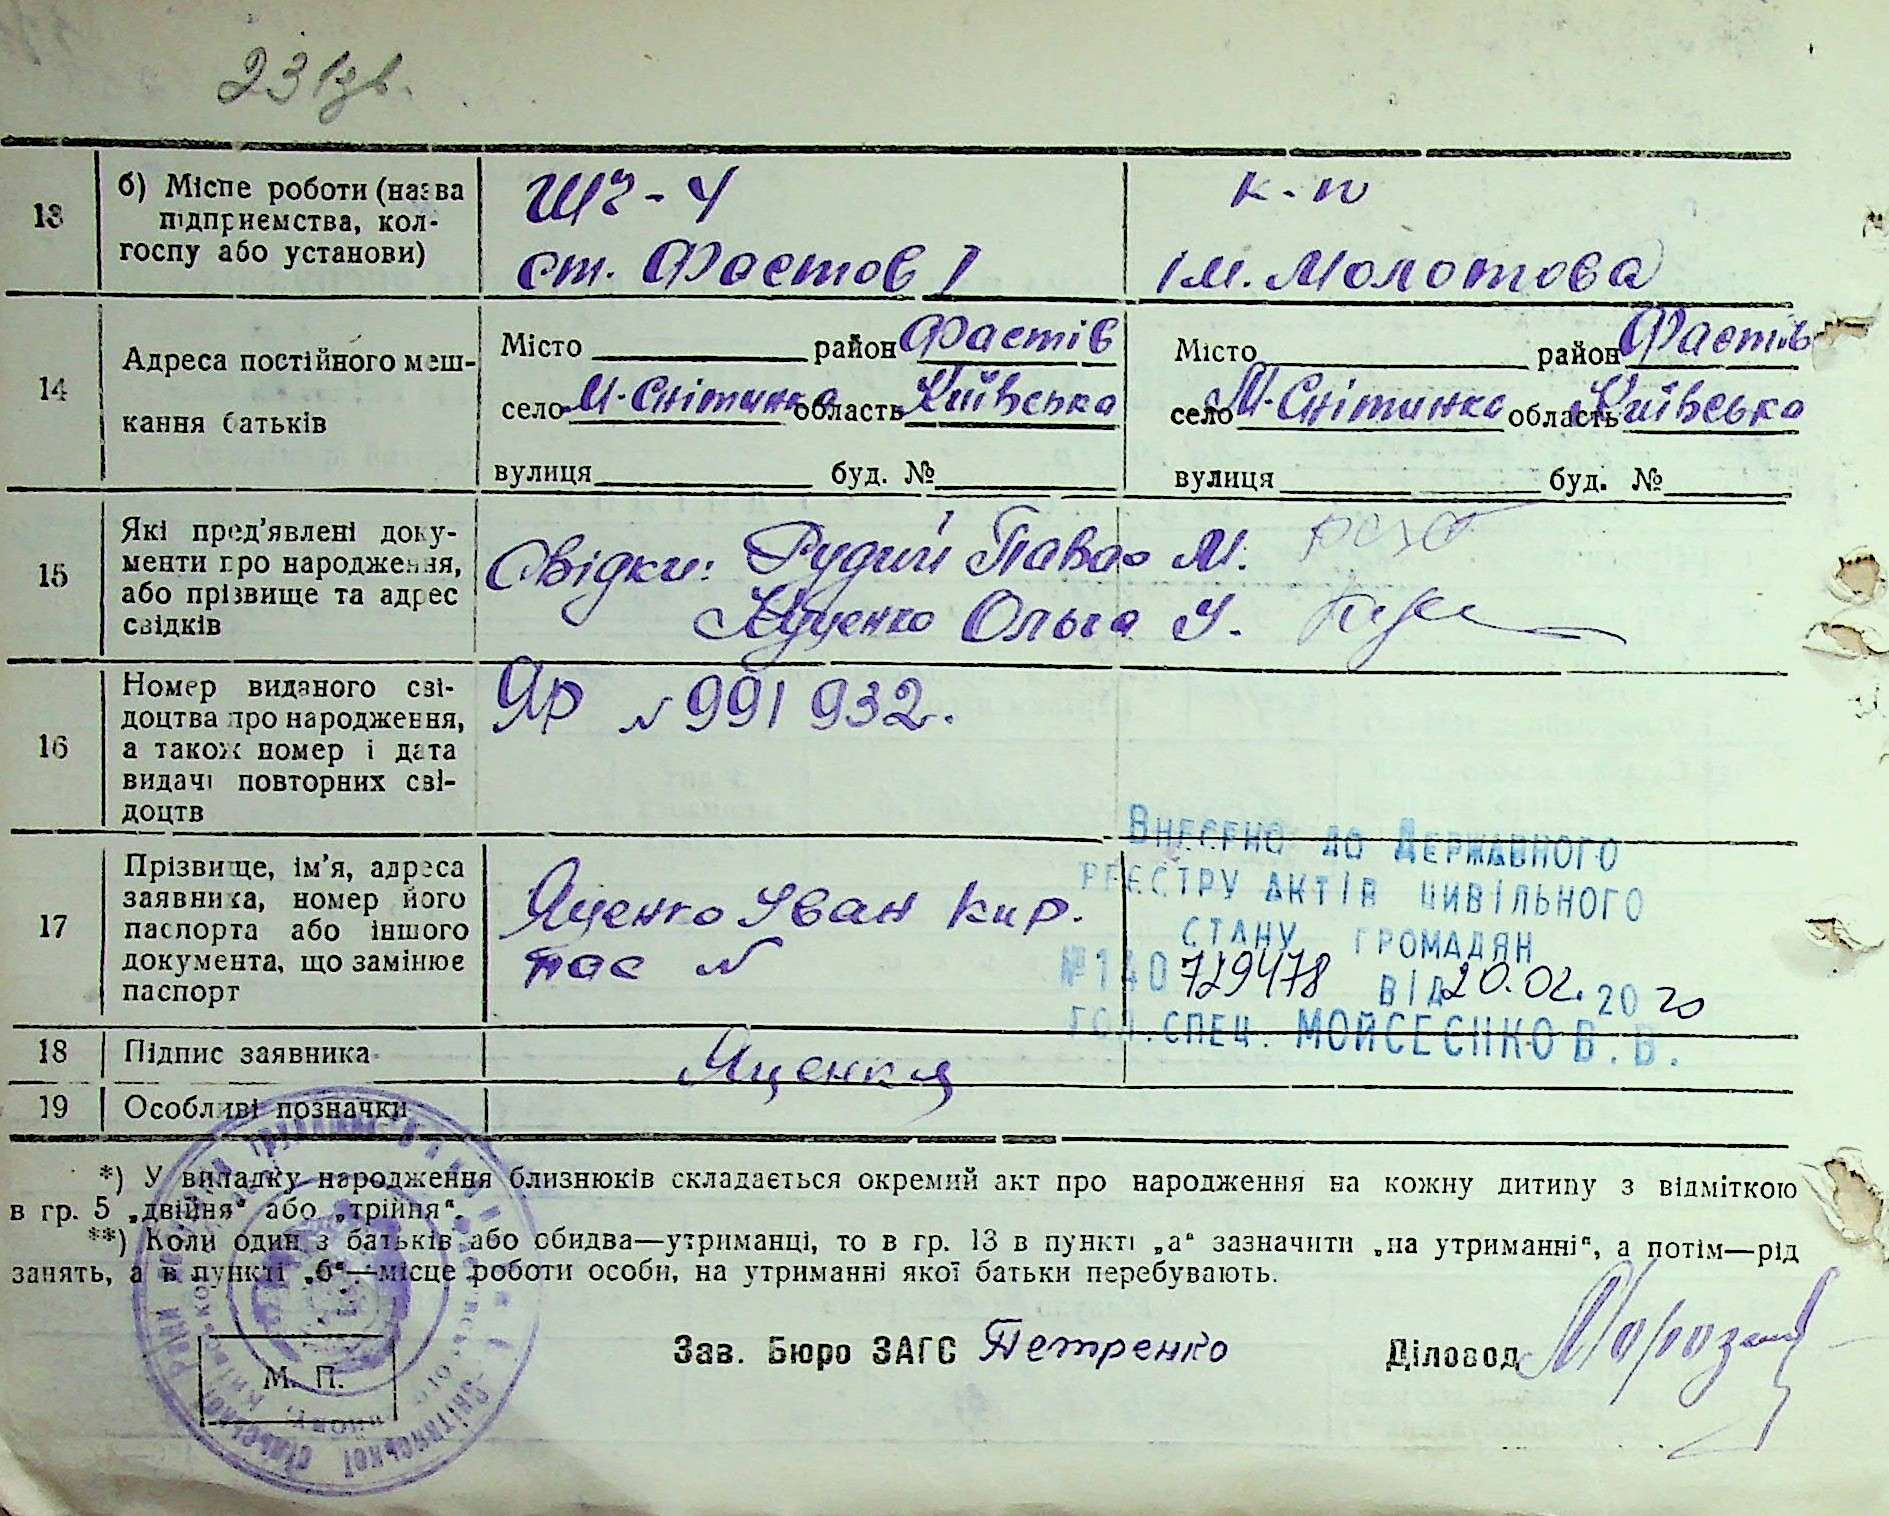 23
13
б) Місце роботи (назва
підприємства, кол-
госпу або установи)
ШЧ-4
ст. Фастов I
к-п
ім. Молотова
14
Адреса постійного меш-
кання батьків
Місто район Фастів
село М-Снітинка область Київська
вулиця буд. №
Місто район Фастів
село М-Снітинка область Київська
вулиця буд. №
15
Які пред'явлені доку-
менти про народження,
або прізвище та адрес
свідків
Свідки: Рудий Павло М.
Куценко Ольга У.
16
Номер виданого сві-
доцтва про народження,
а також номер і дата
видачі повторних сві-
доцтв
ЯР N 991932.
17
Прізвище, ім'я, адреса
заявника, номер його
паспорта або іншого
документа, що замінює
паспорт
Яценко Іван Кир.
пас N
Внесено до Державного
реєстру актів цивільного
стану громадян
№140 729478 від 20.02.2020
гол. спец. Мойсеєнко В. В.
18
Підпис заявника
Яценко
19
Особливі позначки
*) У випадку народження близнюків складається окремий акт про народження на кожну дитину з відміткою
в гр. 5 „двійня“ або „трійня“.
**) Коли один з батьків або обидва—утриманці, то в гр. 13 в пункті „а“ зазначити „на утриманні“, а потім—рід
занять, а в пункті „б“—місце роботи особи, на утриманні якої батьки перебувають.
М. П.
Зав. Бюро ЗАГС Петренко
Діловод